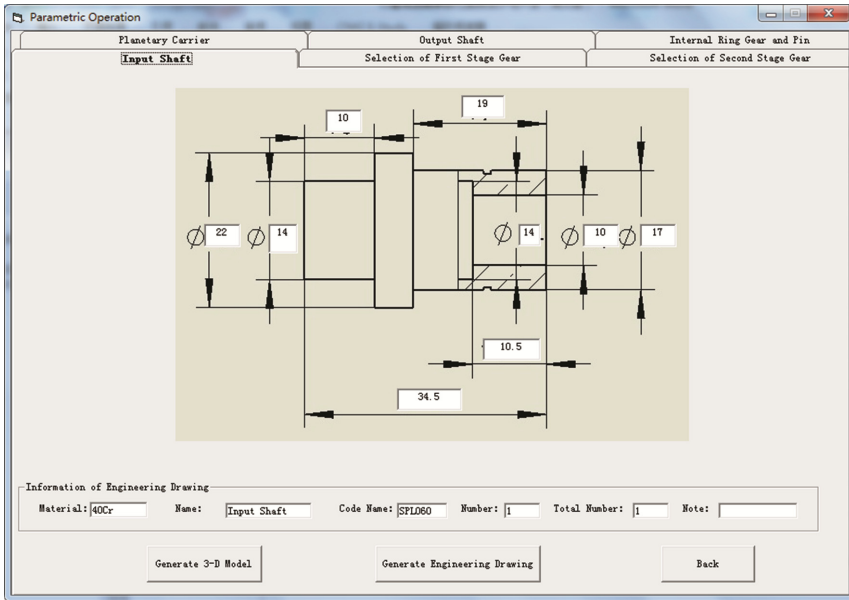 Parametric Operation
Planetary Carrier Output Shaft Internal Ring Gear and Pin
Input Shaft Selection of First Stage Gear Selection of Second Stage Gear
19
10
Ø 22 Ø 14 Ø 14 Ø 10 Ø 17
10.5
34.5
Information of Engineering Drawing
Material: 40Cr Name: Input Shaft Code Name: SPL060 Number: 1 Total Number: 1 Note:
Generate 3-D Model Generate Engineering Drawing Back